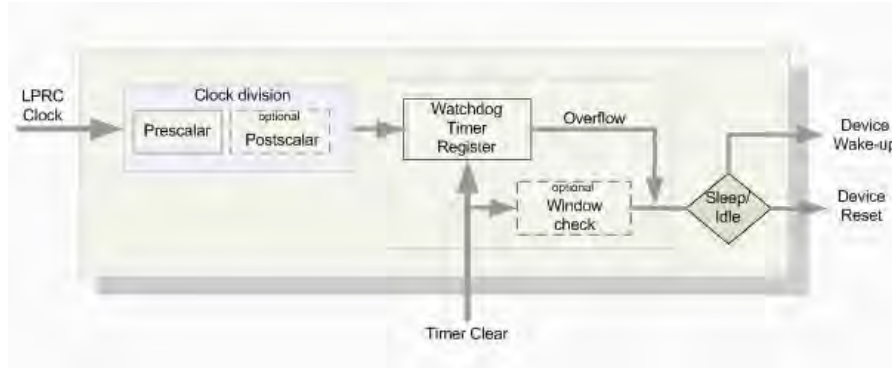 LPRC
Clock
Clock division
Prescalar
optional
Postscalar
Watchdog
Timer
Register
Overflow
optional
Window
check
Sleep/
Idle
Device
Wake-up
Device
Reset
Timer Clear